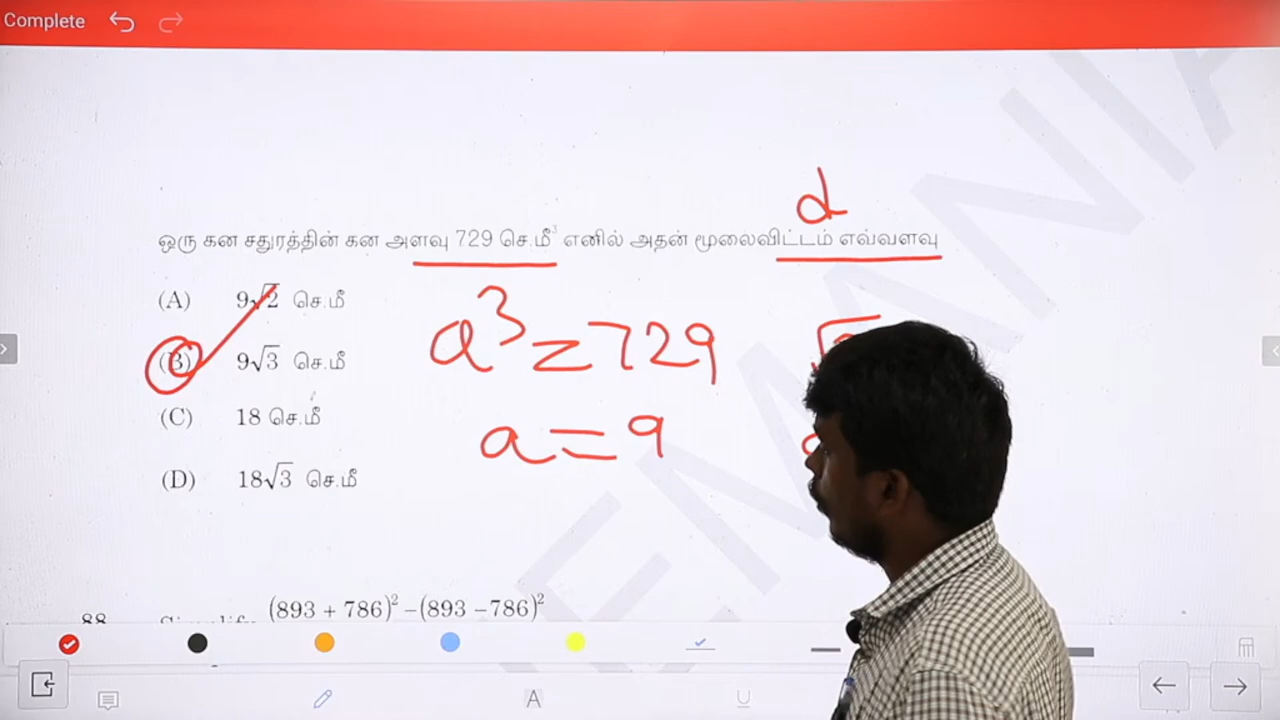 Complete
d
ஒரு கன சதுரத்தின் கன அளவு 729 செ.மீ³ எனில் அதன் மூலைவிட்டம் எவ்வளவு
(A) 9√2 செ.மீ
a³ = 729
(B) 9√3 செ.மீ
(C) 18 செ.மீ
a = 9
(D) 18√3 செ.மீ
88 (893 + 786)² – (893 – 786)²
A
U